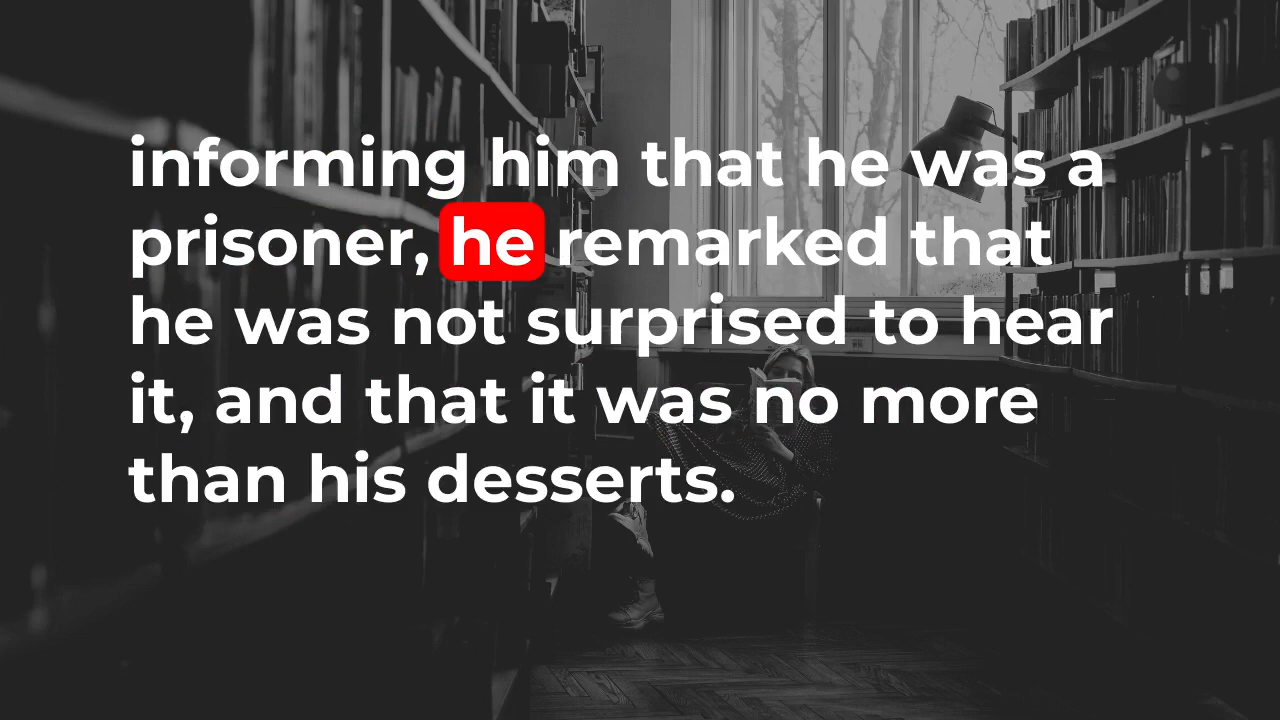 informing him that he was a
prisoner, he remarked that
he was not surprised to hear
it, and that it was no more
than his desserts.